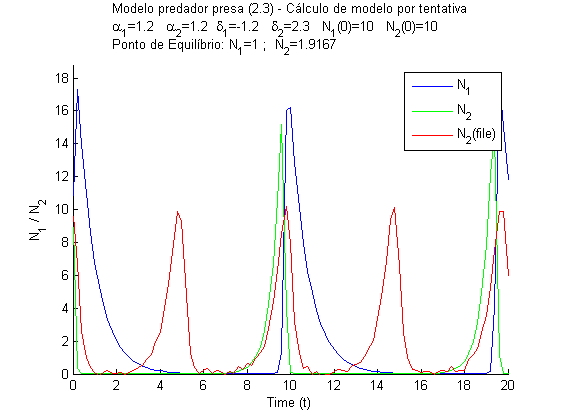 Modelo predador presa (2.3) - Cálculo de modelo por tentativa
α1=1.2 α2=1.2 δ1=-1.2 δ2=2.3 N1(0)=10 N2(0)=10
Ponto de Equilíbrio: N1=1 ; N2=1.9167
N1
N2
N2(file)
18
16
14
12
10
8
6
4
2
0
N1 / N2
0 2 4 6 8 10 12 14 16 18 20
Time (t)